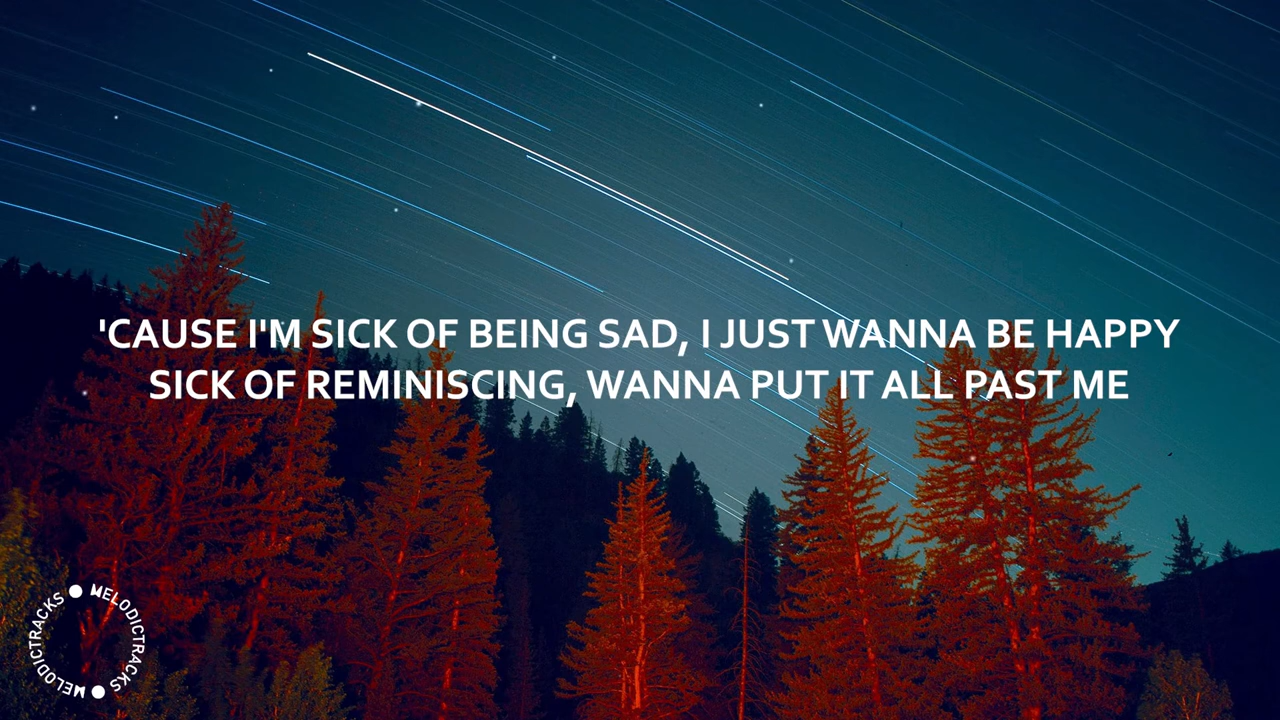 'CAUSE I'M SICK OF BEING SAD, I JUST WANNA BE HAPPY
SICK OF REMINISCING, WANNA PUT IT ALL PAST ME
MELODICTRACKS
MELODICTRACKS